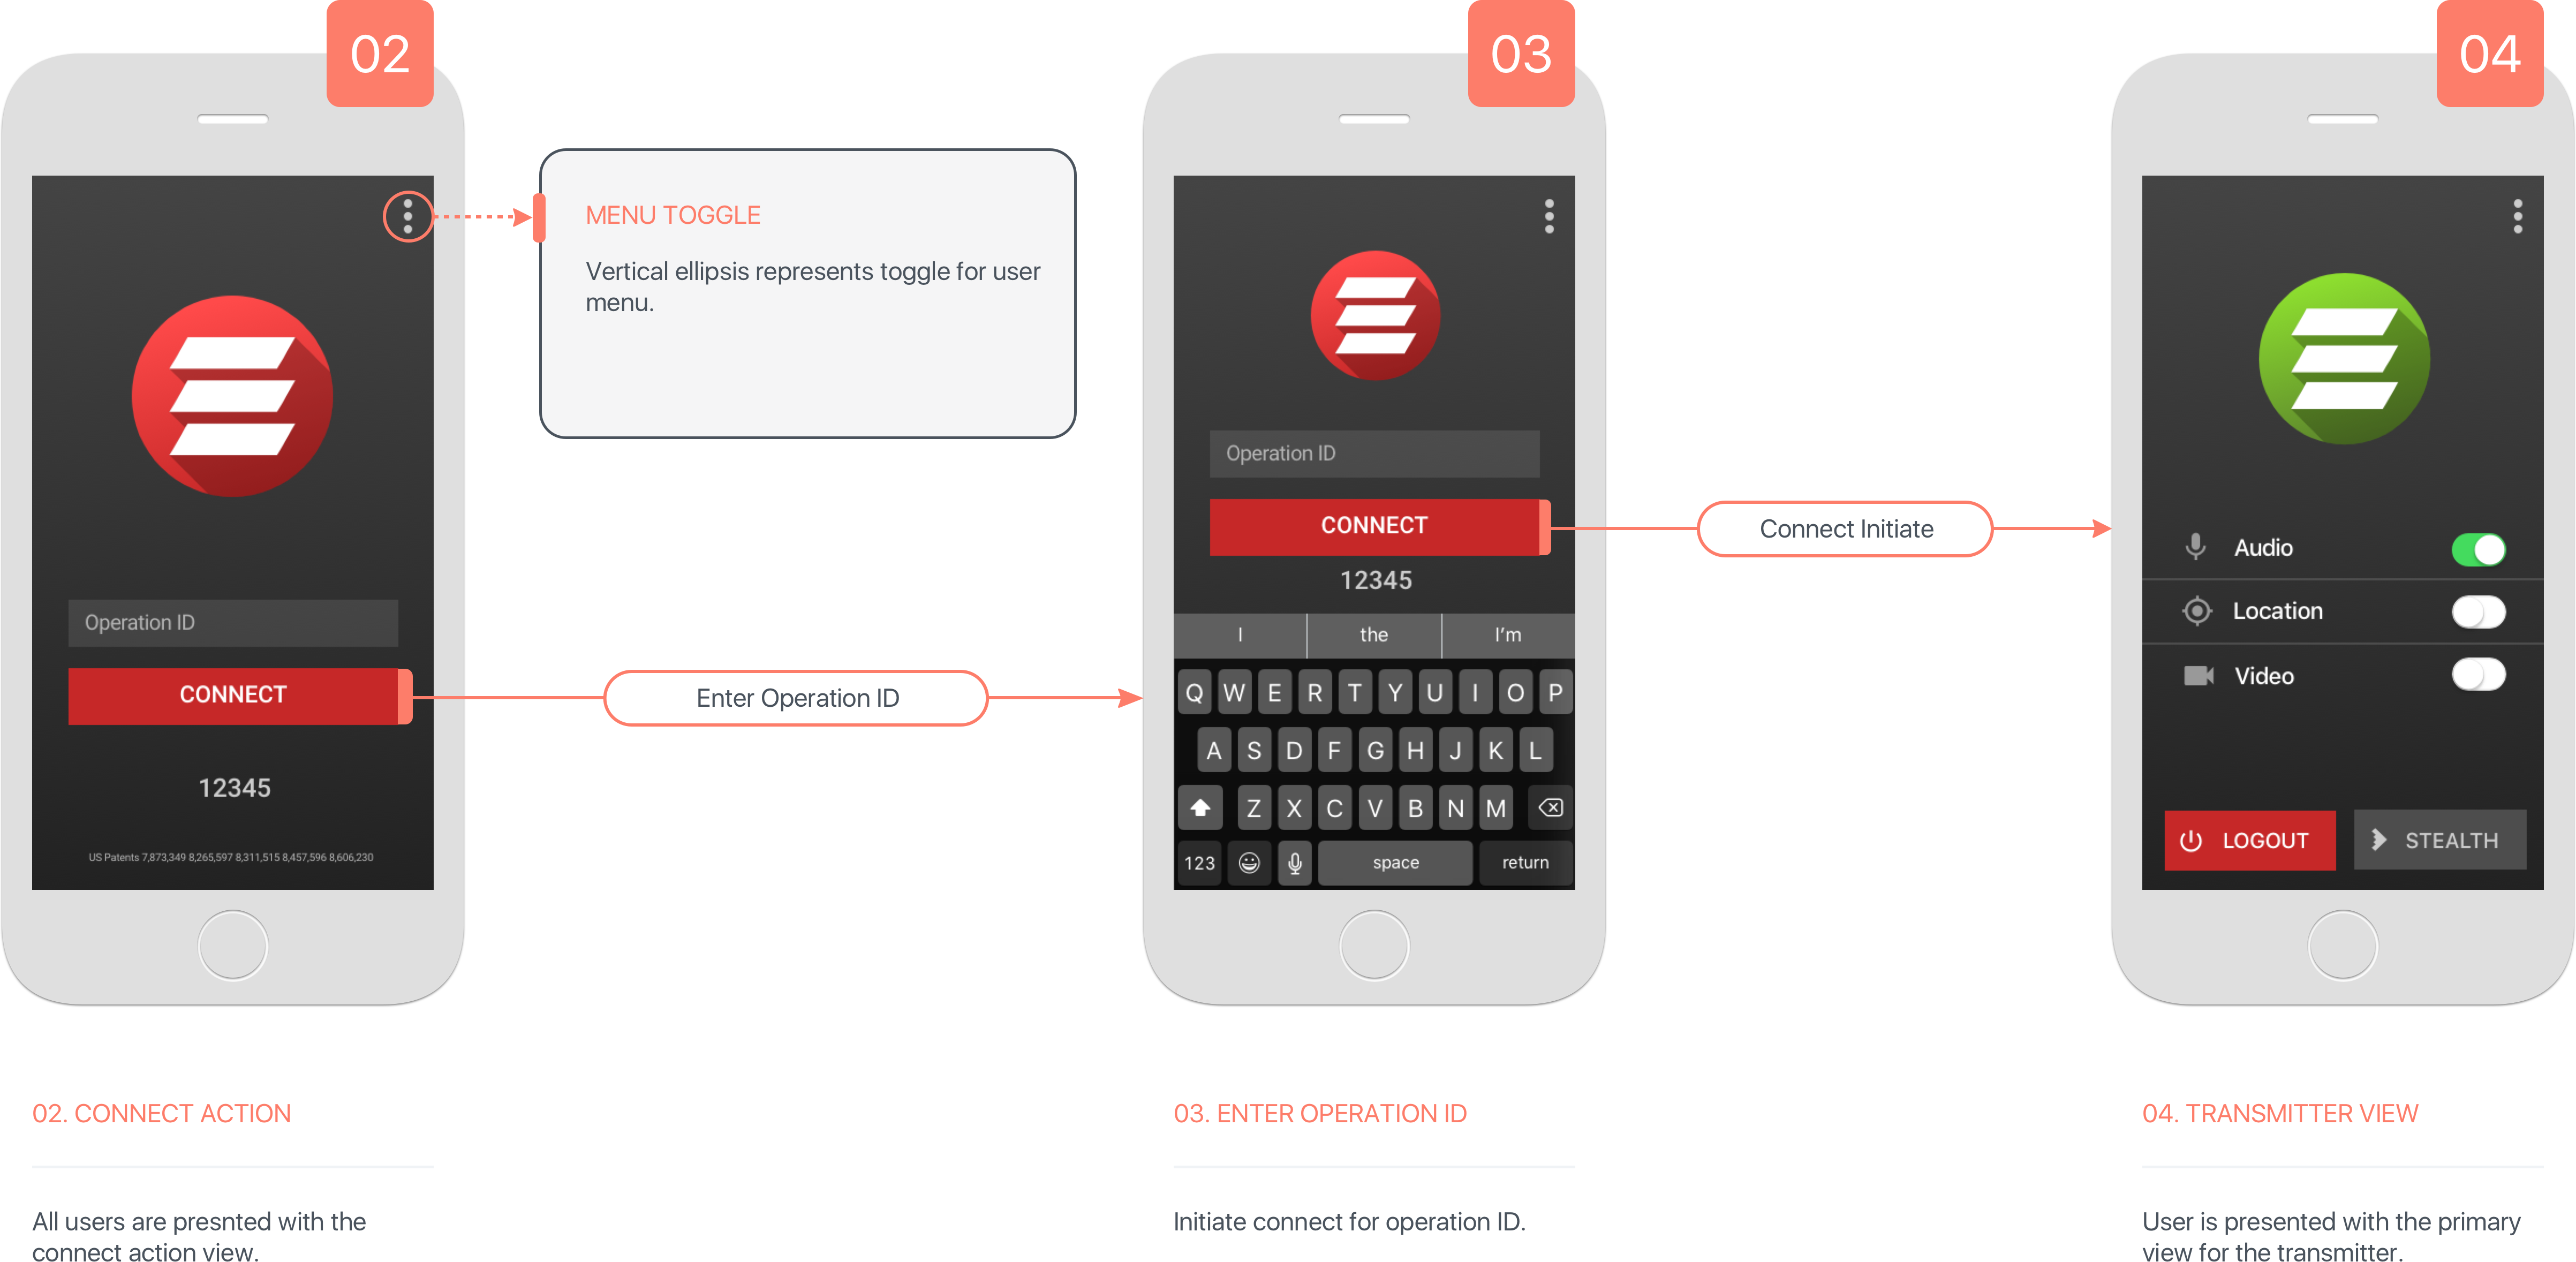 02
MENU TOGGLE
Vertical ellipsis represents toggle for user
menu.
Operation ID
CONNECT
12345
US Patents 7,873,349 8,265,597 8,311,515 8,457,596 8,606,230
Enter Operation ID
03
Operation ID
CONNECT
12345
I the I'm
Q W E R T Y U I O P
A S D F G H J K L
Z X C V B N M
123 space return
Connect Initiate
04
Audio
Location
Video
LOGOUT STEALTH
02. CONNECT ACTION
All users are presnted with the
connect action view.
03. ENTER OPERATION ID
Initiate connect for operation ID.
04. TRANSMITTER VIEW
User is presented with the primary
view for the transmitter.